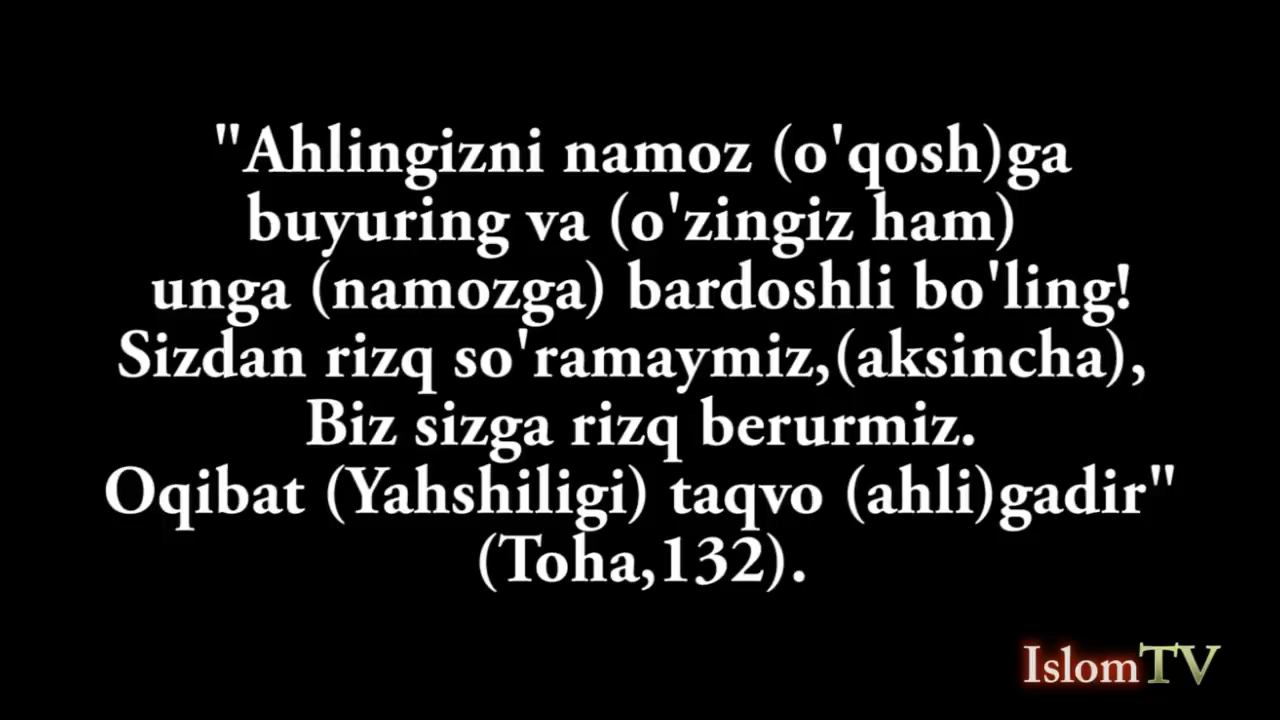 "Ahlingizni namoz (o'qosh)ga
buyuring va (o'zingiz ham)
unga (namozga) bardoshli bo'ling!
Sizdan rizq so'ramaymiz,(aksincha),
Biz sizga rizq berurmiz.
Oqibat (Yahshiligi) taqvo (ahli)gadir"
(Toha,132).
IslomTV